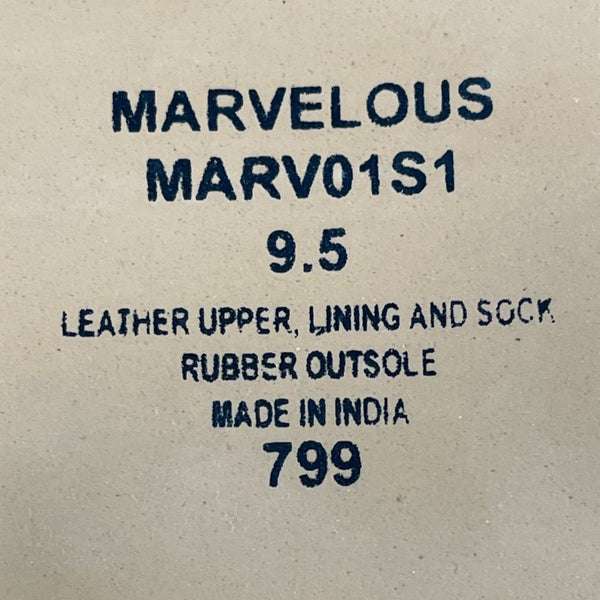 MARVELOUS
MARV01S1
9.5
LEATHER UPPER, LINING AND SOCK
RUBBER OUTSOLE
MADE IN INDIA
799